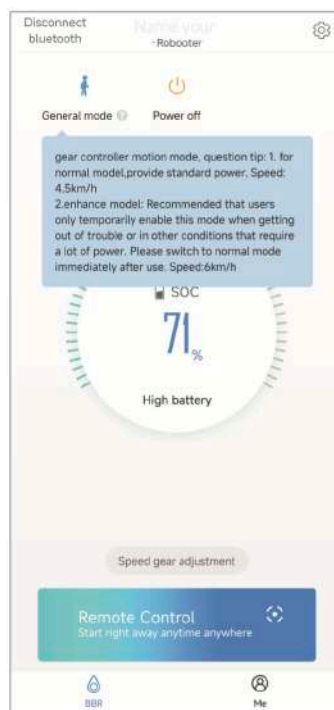 Disconnect
bluetooth
Name your
- Robooter
General mode ?
Power off
gear controller motion mode, question tip: 1. for
normal model,provide standard power. Speed:
4.5km/h
2.enhance model: Recommended that users
only temporarily enable this mode when getting
out of trouble or in other conditions that require
a lot of power. Please switch to normal mode
immediately after use. Speed:6km/h
SOC
71%
High battery
Speed gear adjustment
Remote Control
Start right away anytime anywhere
BBR
Me